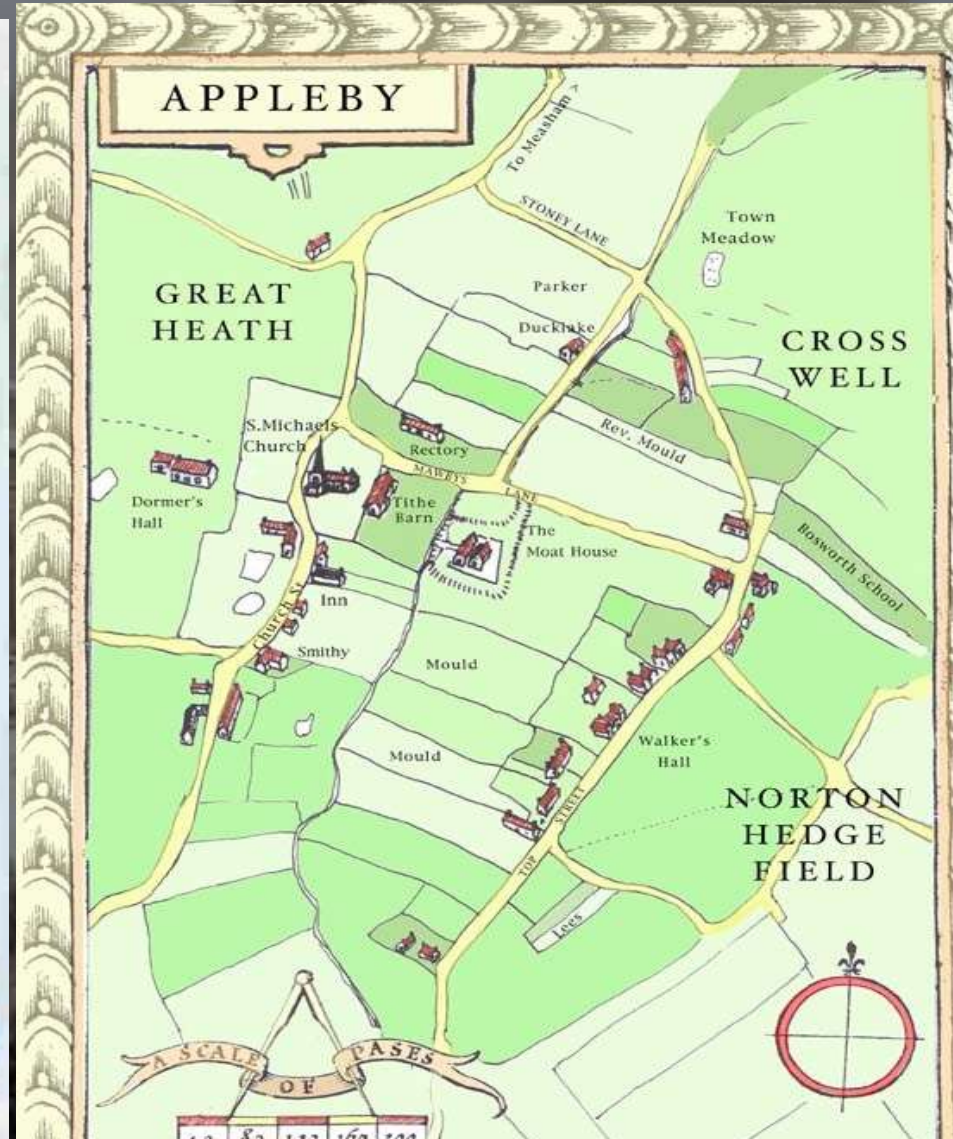 APPLEBY
To Measham >
STONEY LANE
Town
Meadow
GREAT
HEATH
Parker
Ducklake
CROSS
WELL
S.Michaels
Church
Rectory
Rev. Mould
MAWBYS LANE
Dormer's
Hall
Tithe
Barn
The
Moat House
Bosworth School
Inn
Church St
Smithy
Mould
Mould
Walker's
Hall
NORTON
HEDGE
FIELD
TOP STREET
Lees
A SCALE OF PASES